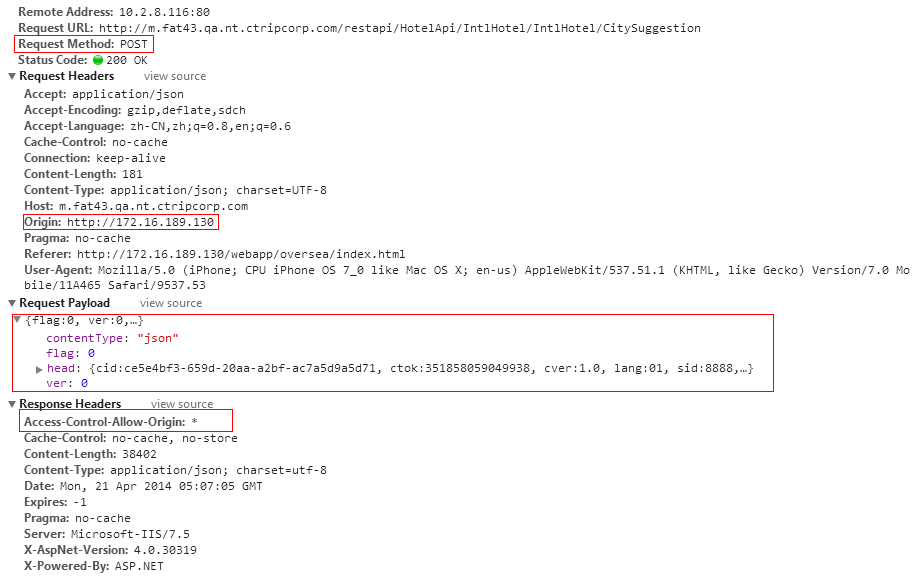 Remote Address: 10.2.8.116:80
Request URL: http://m.fat43.qa.nt.ctripcorp.com/restapi/HotelApi/IntlHotel/IntlHotel/CitySuggestion
Request Method: POST
Status Code: 200 OK
Request Headers view source
Accept: application/json
Accept-Encoding: gzip,deflate,sdch
Accept-Language: zh-CN,zh;q=0.8,en;q=0.6
Cache-Control: no-cache
Connection: keep-alive
Content-Length: 181
Content-Type: application/json; charset=UTF-8
Host: m.fat43.qa.nt.ctripcorp.com
Origin: http://172.16.189.130
Pragma: no-cache
Referer: http://172.16.189.130/webapp/oversea/index.html
User-Agent: Mozilla/5.0 (iPhone; CPU iPhone OS 7_0 like Mac OS X; en-us) AppleWebKit/537.51.1 (KHTML, like Gecko) Version/7.0 Mo
bile/11A465 Safari/9537.53
Request Payload view source
{flag:0, ver:0,…}
contentType: "json"
flag: 0
head: {cid:ce5e4bf3-659d-20aa-a2bf-ac7a5d9a5d71, ctok:351858059049938, cver:1.0, lang:01, sid:8888,…}
ver: 0
Response Headers view source
Access-Control-Allow-Origin: *
Cache-Control: no-cache, no-store
Content-Length: 38402
Content-Type: application/json; charset=utf-8
Date: Mon, 21 Apr 2014 05:07:05 GMT
Expires: -1
Pragma: no-cache
Server: Microsoft-IIS/7.5
X-AspNet-Version: 4.0.30319
X-Powered-By: ASP.NET